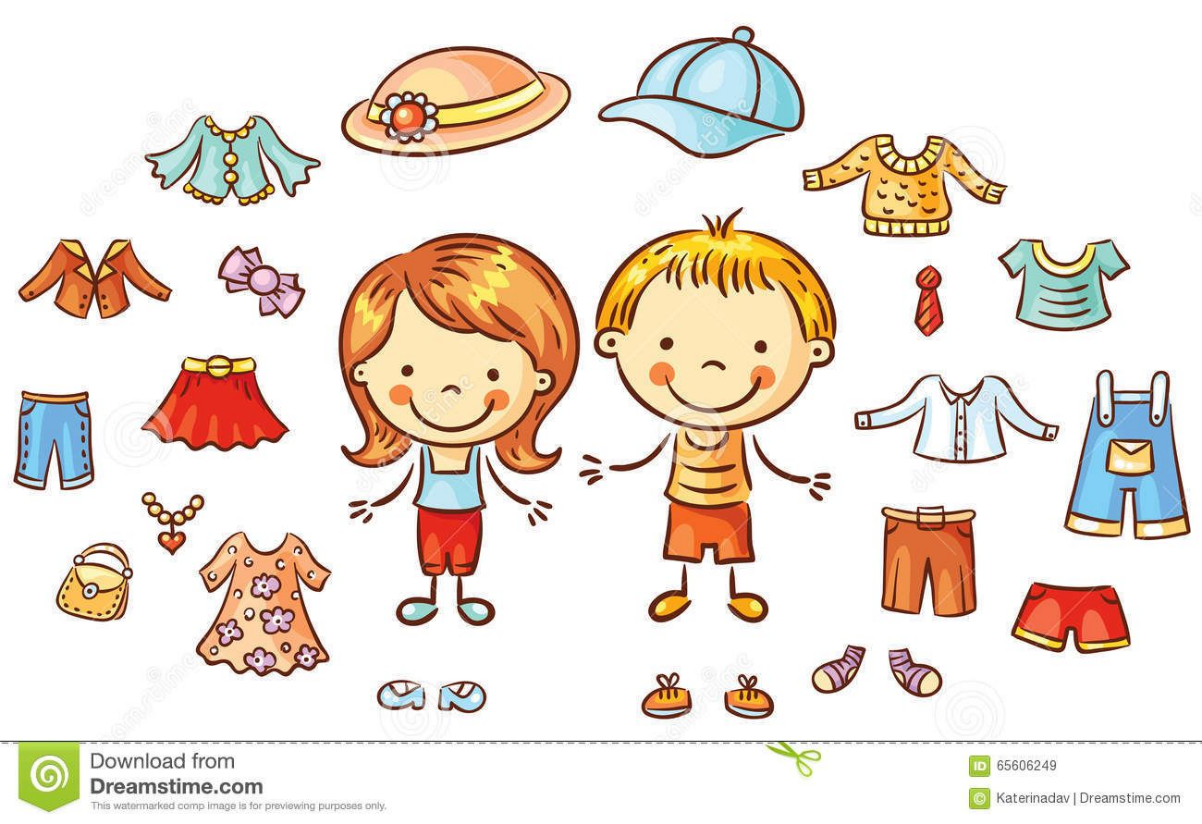 Download from
Dreamstime.com
This watermarked comp image is for previewing purposes only.
ID 65606249
© Katerinadav | Dreamstime.com